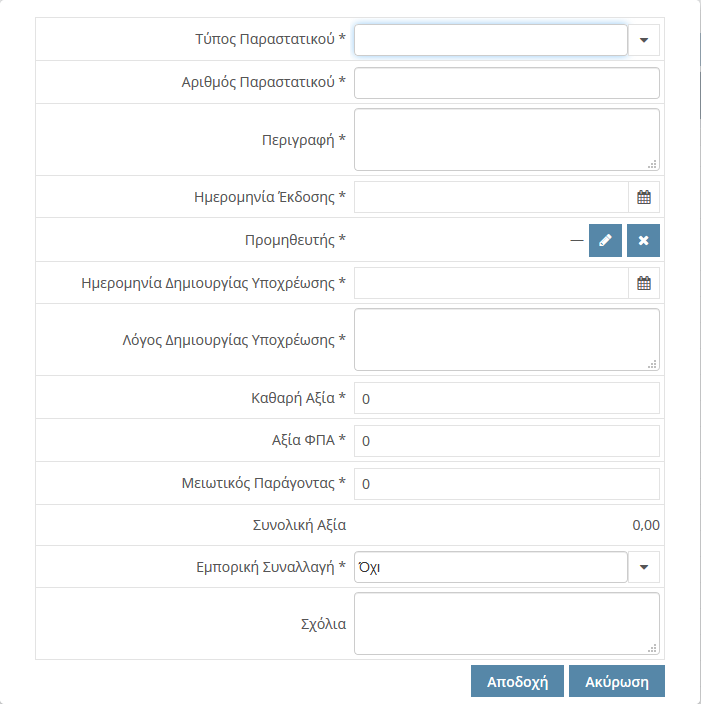 Τύπος Παραστατικού *
Αριθμός Παραστατικού *
Περιγραφή *
Ημερομηνία Έκδοσης *
Προμηθευτής * —
Ημερομηνία Δημιουργίας Υποχρέωσης *
Λόγος Δημιουργίας Υποχρέωσης *
Καθαρή Αξία * 0
Αξία ΦΠΑ * 0
Μειωτικός Παράγοντας * 0
Συνολική Αξία 0,00
Εμπορική Συναλλαγή * Όχι
Σχόλια
Αποδοχή Ακύρωση